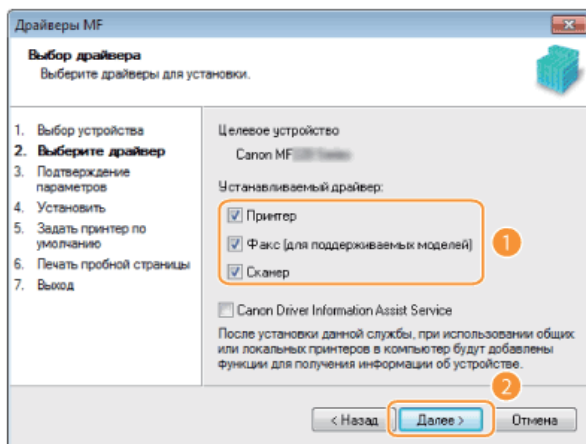 Драйверы MF
Выбор драйвера
Выберите драйверы для установки.
1. Выбор устройства
2. Выберите драйвер
3. Подтверждение
параметров
4. Установить
5. Задать принтер по
умолчанию
6. Печать пробной страницы
7. Выход
Целевое устройство
Canon MF
Устанавливаемый драйвер:
Принтер
Факс (для поддерживаемых моделей)
Сканер
1
Canon Driver Information Assist Service
После установки данной службы, при использовании общих
или локальных принтеров в компьютер будут добавлены
функции для получения информации об устройстве.
2
< Назад
Далее >
Отмена